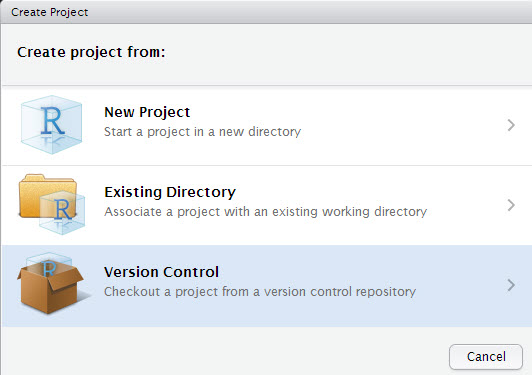 Create Project
Create project from:
R
New Project
Start a project in a new directory
R
Existing Directory
Associate a project with an existing working directory
R
Version Control
Checkout a project from a version control repository
Cancel